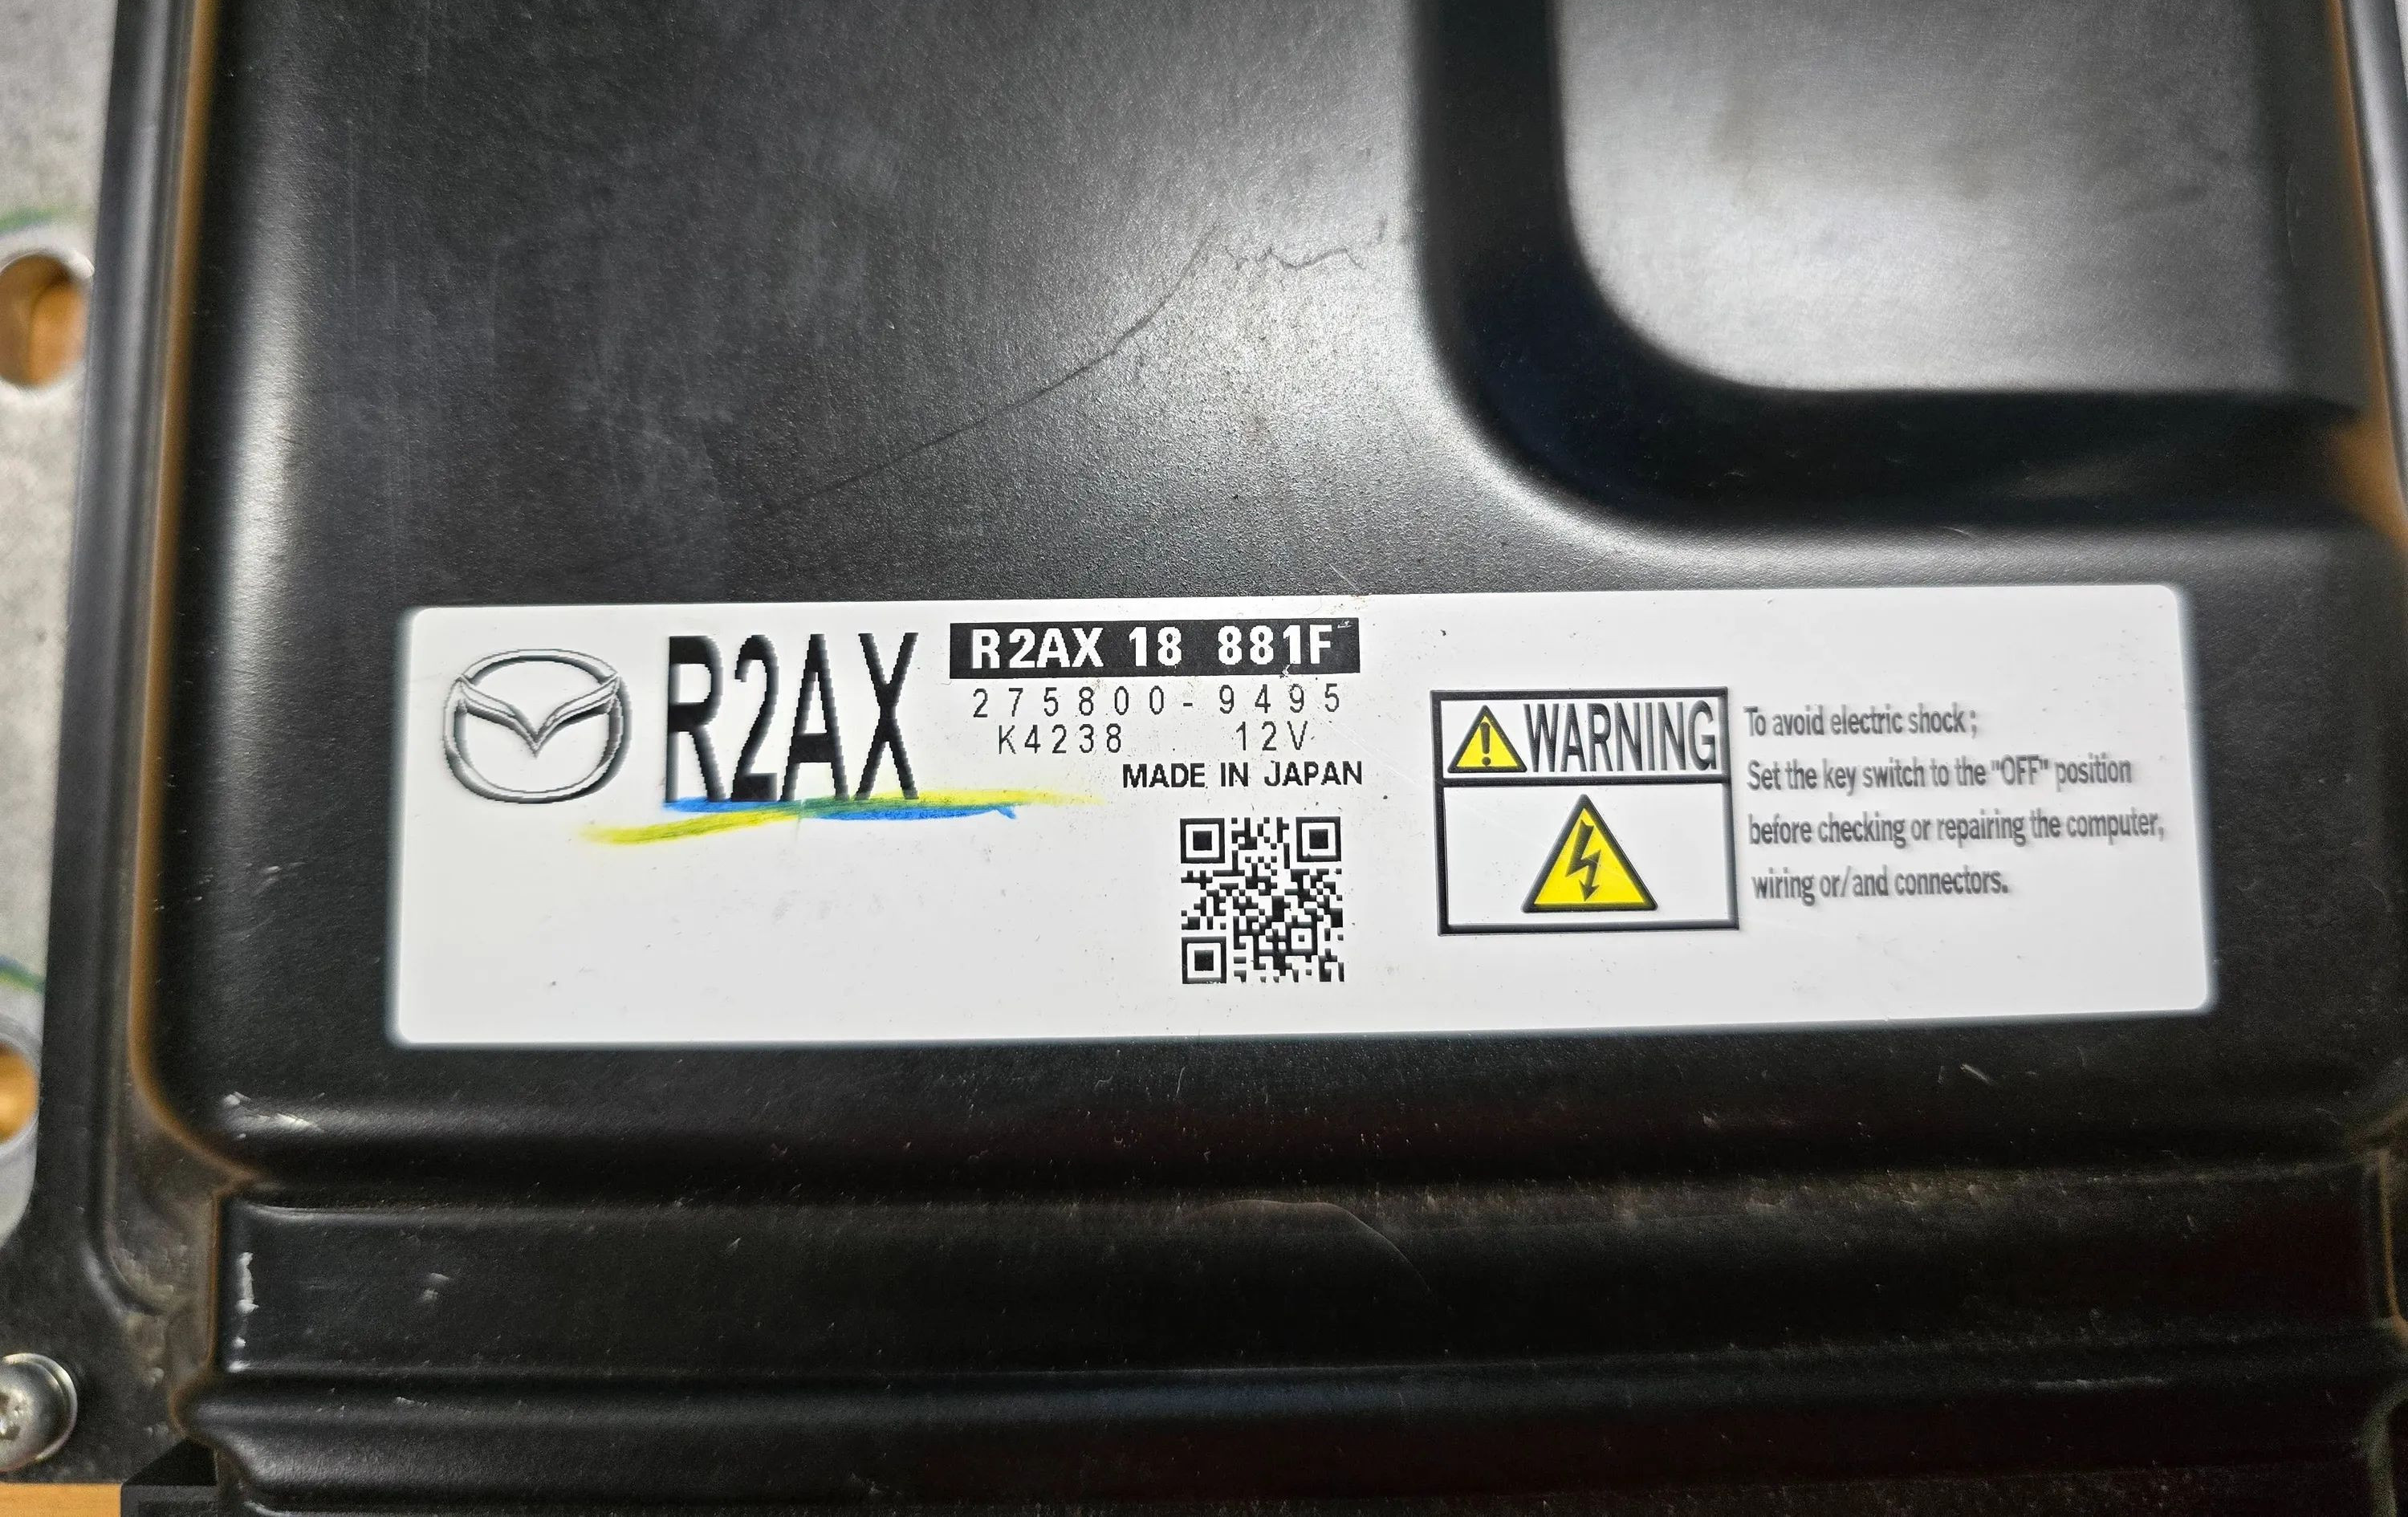 R2AX
R2AX 18 881F
275800-9495
K4238 12V
MADE IN JAPAN
WARNING
To avoid electric shock;
Set the key switch to the "OFF" position
before checking or repairing the computer,
wiring or/and connectors.